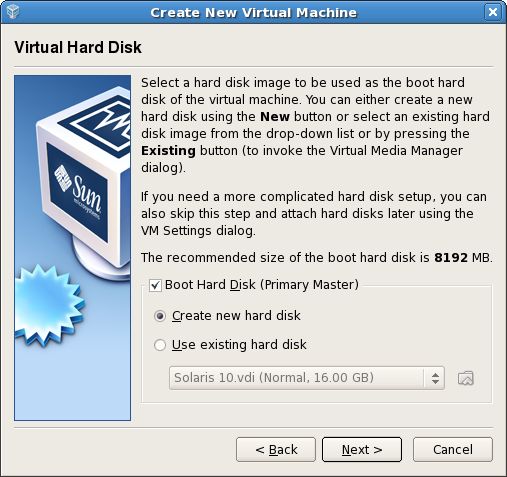 Create New Virtual Machine
Virtual Hard Disk
Select a hard disk image to be used as the boot hard
disk of the virtual machine. You can either create a new
hard disk using the New button or select an existing hard
disk image from the drop-down list or by pressing the
Existing button (to invoke the Virtual Media Manager
dialog).
If you need a more complicated hard disk setup, you can
also skip this step and attach hard disks later using the
VM Settings dialog.
The recommended size of the boot hard disk is 8192 MB.
Sun
microsystems
Boot Hard Disk (Primary Master)
Create new hard disk
Use existing hard disk
Solaris 10.vdi (Normal, 16.00 GB)
< Back
Next >
Cancel